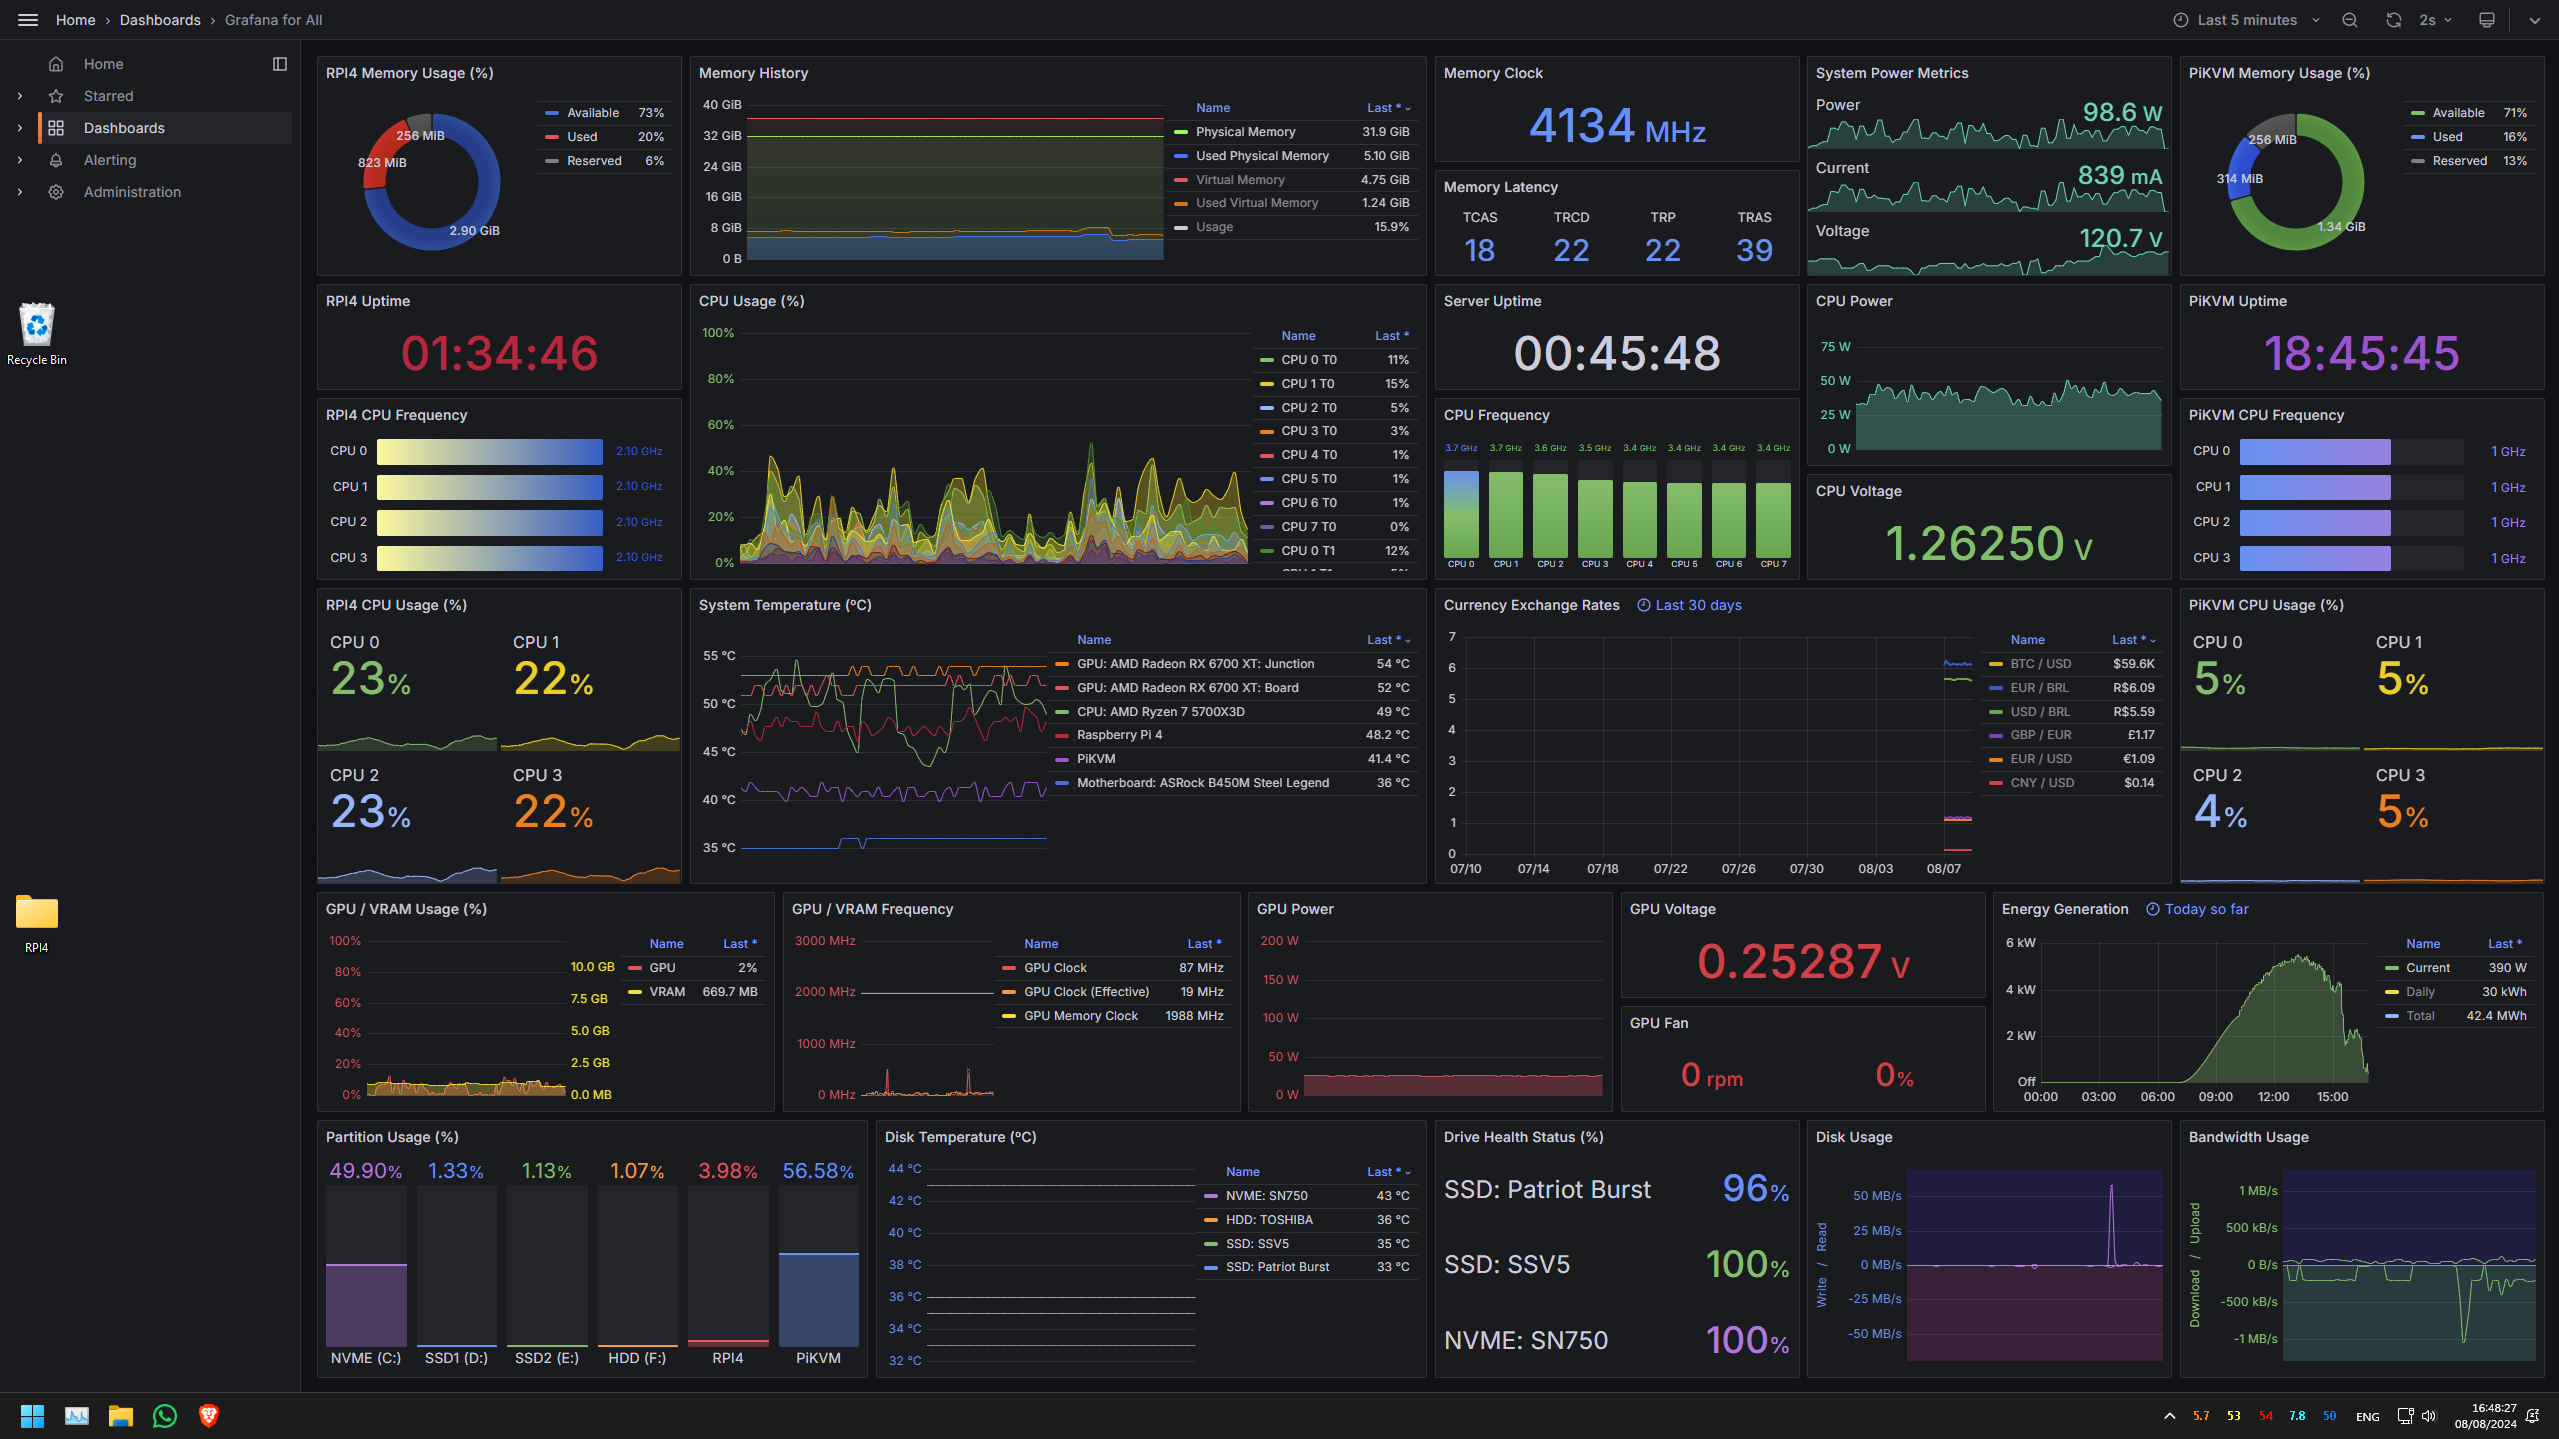 Home › Dashboards › Grafana for All
Last 5 minutes
2s
Home
Starred
Dashboards
Alerting
Administration
Recycle Bin
RPI4
RPI4 Memory Usage (%)
256 MiB
823 MiB
2.90 GiB
Available 73%
Used 20%
Reserved 6%
Memory History
40 GiB
32 GiB
24 GiB
16 GiB
8 GiB
0 B
Name Last *
Physical Memory 31.9 GiB
Used Physical Memory 5.10 GiB
Virtual Memory 4.75 GiB
Used Virtual Memory 1.24 GiB
Usage 15.9%
Memory Clock
4134 MHz
Memory Latency
TCAS TRCD TRP TRAS
18 22 22 39
System Power Metrics
Power
98.6 W
Current
839 mA
Voltage
120.7 V
PiKVM Memory Usage (%)
256 MiB
314 MiB
1.34 GiB
Available 71%
Used 16%
Reserved 13%
RPI4 Uptime
01:34:46
RPI4 CPU Frequency
CPU 0 2.10 GHz
CPU 1 2.10 GHz
CPU 2 2.10 GHz
CPU 3 2.10 GHz
CPU Usage (%)
100%
80%
60%
40%
20%
0%
Name Last *
CPU 0 T0 11%
CPU 1 T0 15%
CPU 2 T0 5%
CPU 3 T0 3%
CPU 4 T0 1%
CPU 5 T0 1%
CPU 6 T0 1%
CPU 7 T0 0%
CPU 0 T1 12%
Server Uptime
00:45:48
CPU Frequency
3.7 GHz 3.7 GHz 3.6 GHz 3.5 GHz 3.4 GHz 3.4 GHz 3.4 GHz 3.4 GHz
CPU 0 CPU 1 CPU 2 CPU 3 CPU 4 CPU 5 CPU 6 CPU 7
CPU Power
75 W
50 W
25 W
0 W
CPU Voltage
1.26250 V
PiKVM Uptime
18:45:45
PiKVM CPU Frequency
CPU 0 1 GHz
CPU 1 1 GHz
CPU 2 1 GHz
CPU 3 1 GHz
RPI4 CPU Usage (%)
CPU 0 CPU 1
23% 22%
CPU 2 CPU 3
23% 22%
System Temperature (ºC)
55 °C
50 °C
45 °C
40 °C
35 °C
Name Last *
GPU: AMD Radeon RX 6700 XT: Junction 54 °C
GPU: AMD Radeon RX 6700 XT: Board 52 °C
CPU: AMD Ryzen 7 5700X3D 49 °C
Raspberry Pi 4 48.2 °C
PiKVM 41.4 °C
Motherboard: ASRock B450M Steel Legend 36 °C
Currency Exchange Rates Last 30 days
7
6
5
4
3
2
1
0
07/10 07/14 07/18 07/22 07/26 07/30 08/03 08/07
Name Last *
BTC / USD $59.6K
EUR / BRL R$6.09
USD / BRL R$5.59
GBP / EUR £1.17
EUR / USD €1.09
CNY / USD $0.14
PiKVM CPU Usage (%)
CPU 0 CPU 1
5% 5%
CPU 2 CPU 3
4% 5%
GPU / VRAM Usage (%)
100%
80%
60%
40%
20%
0%
10.0 GB
7.5 GB
5.0 GB
2.5 GB
0.0 MB
Name Last *
GPU 2%
VRAM 669.7 MB
GPU / VRAM Frequency
3000 MHz
2000 MHz
1000 MHz
0 MHz
Name Last *
GPU Clock 87 MHz
GPU Clock (Effective) 19 MHz
GPU Memory Clock 1988 MHz
GPU Power
200 W
150 W
100 W
50 W
0 W
GPU Voltage
0.25287 V
GPU Fan
0 rpm 0%
Energy Generation Today so far
6 kW
4 kW
2 kW
Off
00:00 03:00 06:00 09:00 12:00 15:00
Name Last *
Current 390 W
Daily 30 kWh
Total 42.4 MWh
Partition Usage (%)
49.90% 1.33% 1.13% 1.07% 3.98% 56.58%
NVME (C:) SSD1 (D:) SSD2 (E:) HDD (F:) RPI4 PiKVM
Disk Temperature (ºC)
44 °C
42 °C
40 °C
38 °C
36 °C
34 °C
32 °C
Name Last *
NVME: SN750 43 °C
HDD: TOSHIBA 36 °C
SSD: SSV5 35 °C
SSD: Patriot Burst 33 °C
Drive Health Status (%)
SSD: Patriot Burst 96%
SSD: SSV5 100%
NVME: SN750 100%
Disk Usage
Write / Read
50 MB/s
25 MB/s
0 MB/s
-25 MB/s
-50 MB/s
Bandwidth Usage
Download / Upload
1 MB/s
500 kB/s
0 B/s
-500 kB/s
-1 MB/s
5.7 53 54 7.8 50 ENG
16:48:27
08/08/2024